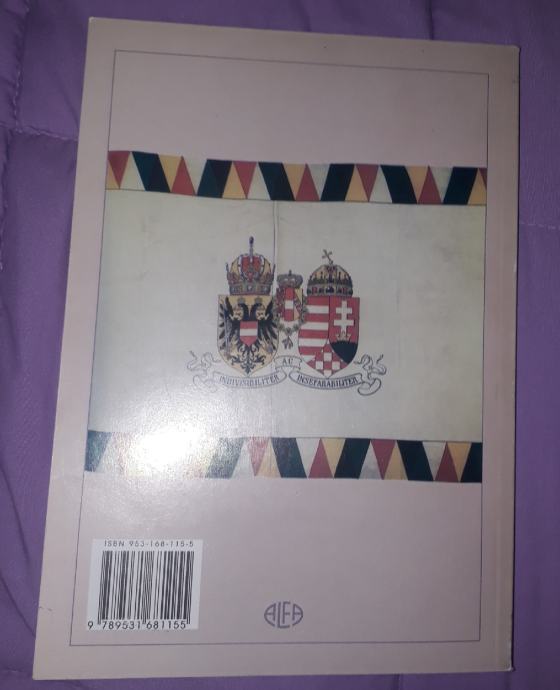 INDIVISIBILITER AC INSEPARABILITER
ISBN 953-168-115-5
9 789531 681155
ALFA